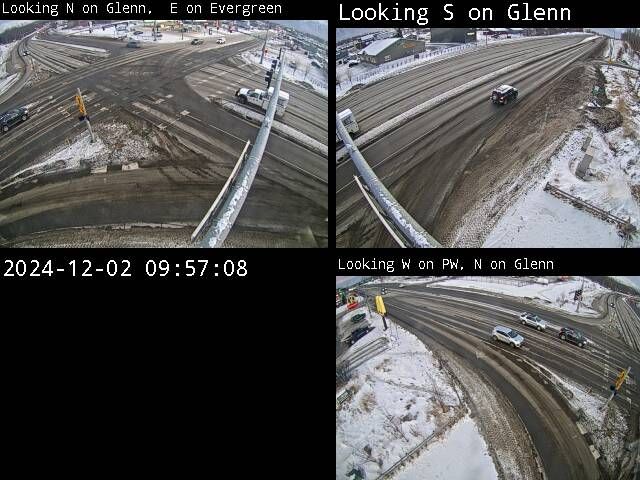 Looking N on Glenn, E on Evergreen
Looking S on Glenn
2024-12-02 09:57:08
Looking W on PW, N on Glenn